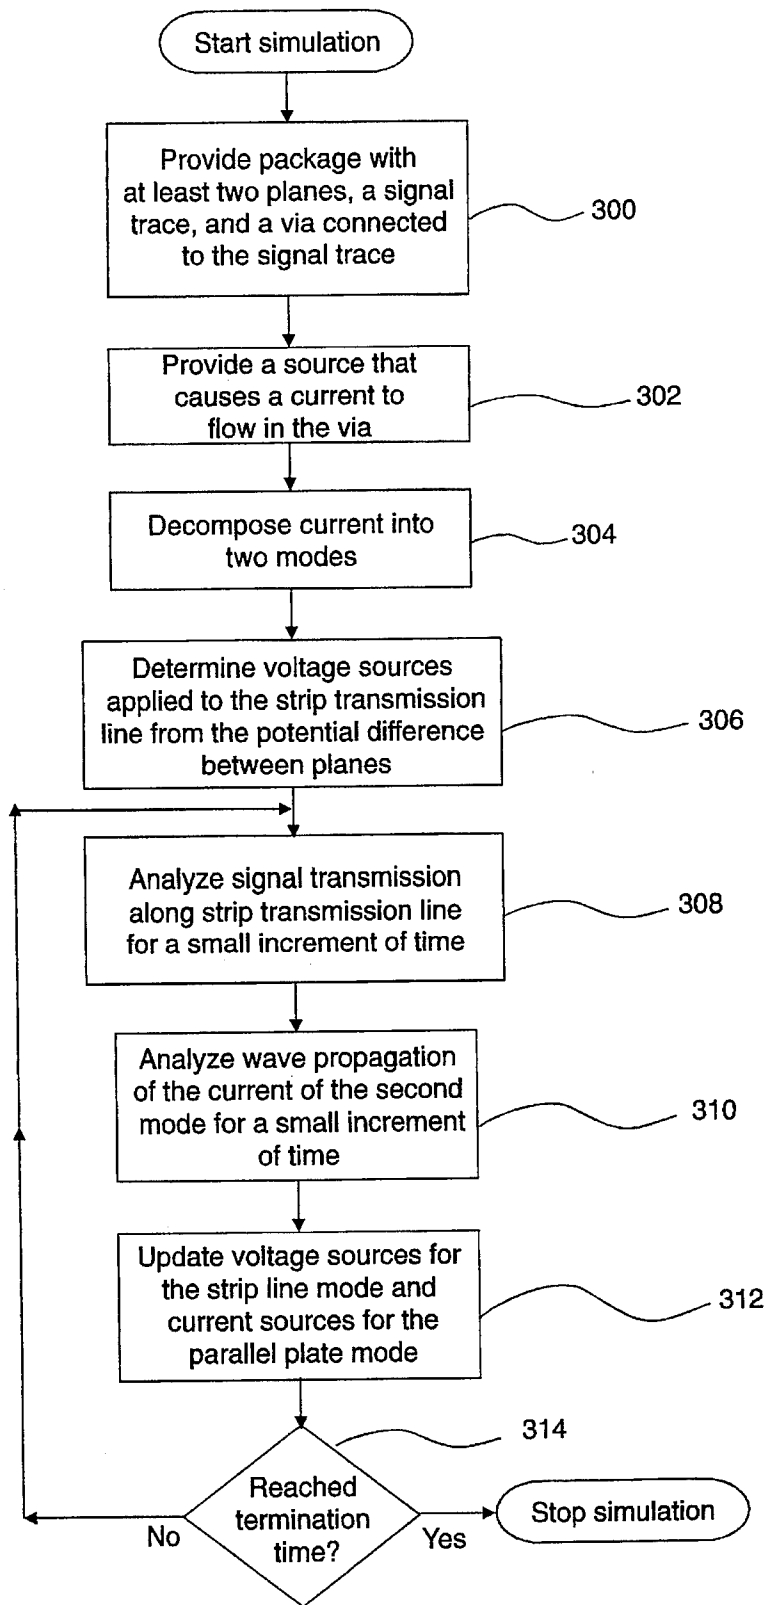 Start simulation
Provide package with
at least two planes, a signal
trace, and a via connected
to the signal trace
300
Provide a source that
causes a current to
flow in the via
302
Decompose current into
two modes
304
Determine voltage sources
applied to the strip transmission
line from the potential difference
between planes
306
Analyze signal transmission
along strip transmission line
for a small increment of time
308
Analyze wave propagation
of the current of the second
mode for a small increment
of time
310
Update voltage sources for
the strip line mode and
current sources for the
parallel plate mode
312
314
Reached
termination
time?
No
Yes
Stop simulation